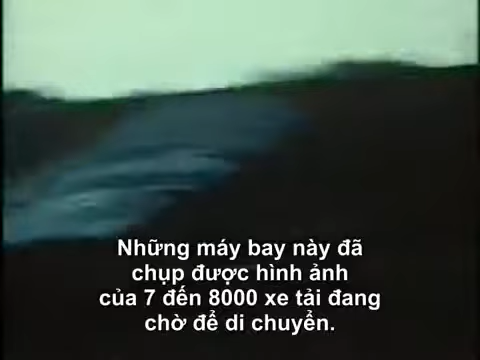 Những máy bay này đã
chụp được hình ảnh
của 7 đến 8000 xe tải đang
chờ để di chuyển.